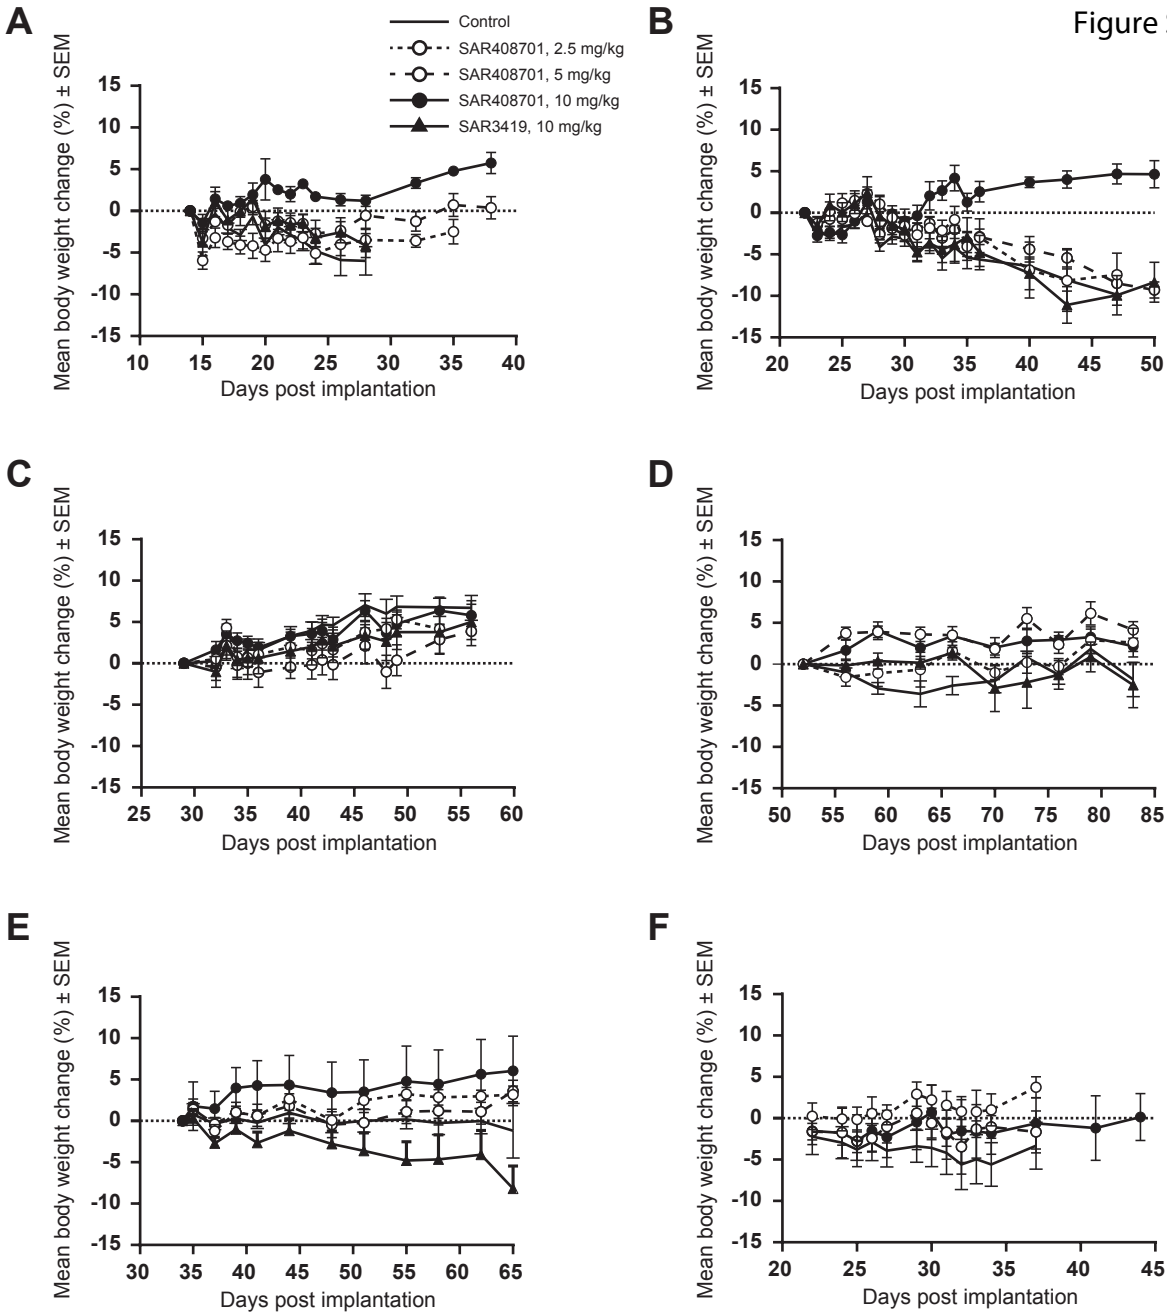 A
Control
SAR408701, 2.5 mg/kg
SAR408701, 5 mg/kg
SAR408701, 10 mg/kg
SAR3419, 10 mg/kg
Mean body weight change (%) ± SEM
15
10
5
0
-5
-10
-15
10 15 20 25 30 35 40
Days post implantation
B
Figure
Mean body weight change (%) ± SEM
15
10
5
0
-5
-10
-15
20 25 30 35 40 45 50
Days post implantation
C
Mean body weight change (%) ± SEM
15
10
5
0
-5
-10
-15
25 30 35 40 45 50 55 60
Days post implantation
D
Mean body weight change (%) ± SEM
15
10
5
0
-5
-10
-15
50 55 60 65 70 75 80 85
Days post implantation
E
Mean body weight change (%) ± SEM
15
10
5
0
-5
-10
-15
30 35 40 45 50 55 60 65
Days post implantation
F
Mean body weight change (%) ± SEM
15
10
5
0
-5
-10
-15
20 25 30 35 40 45
Days post implantation